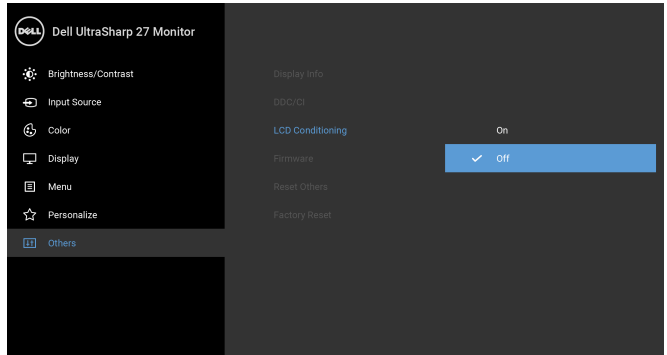 DELL Dell UltraSharp 27 Monitor
Brightness/Contrast
Input Source
Color
Display
Menu
Personalize
Others
Display Info
DDC/CI
LCD Conditioning
Firmware
Reset Others
Factory Reset
On
Off